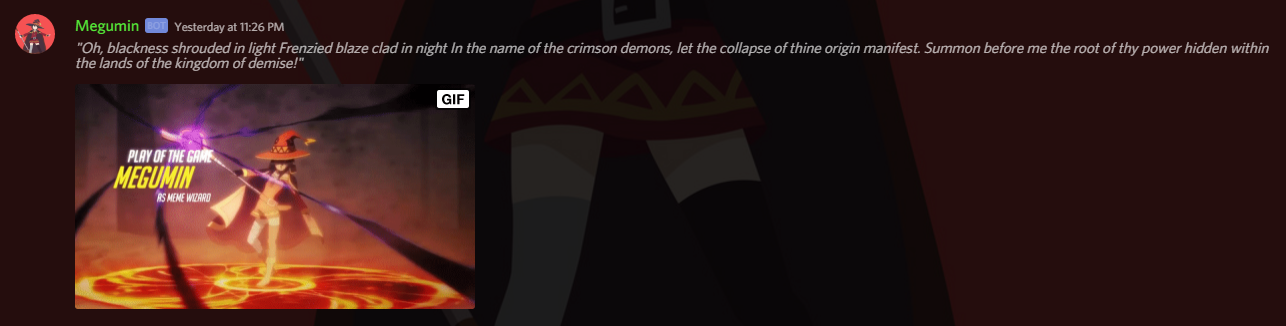 Megumin BOT Yesterday at 11:26 PM
"Oh, blackness shrouded in light Frenzied blaze clad in night In the name of the crimson demons, let the collapse of thine origin manifest. Summon before me the root of thy power hidden within
the lands of the kingdom of demise!"
GIF
PLAY OF THE GAME
MEGUMIN
AS MEME WIZARD